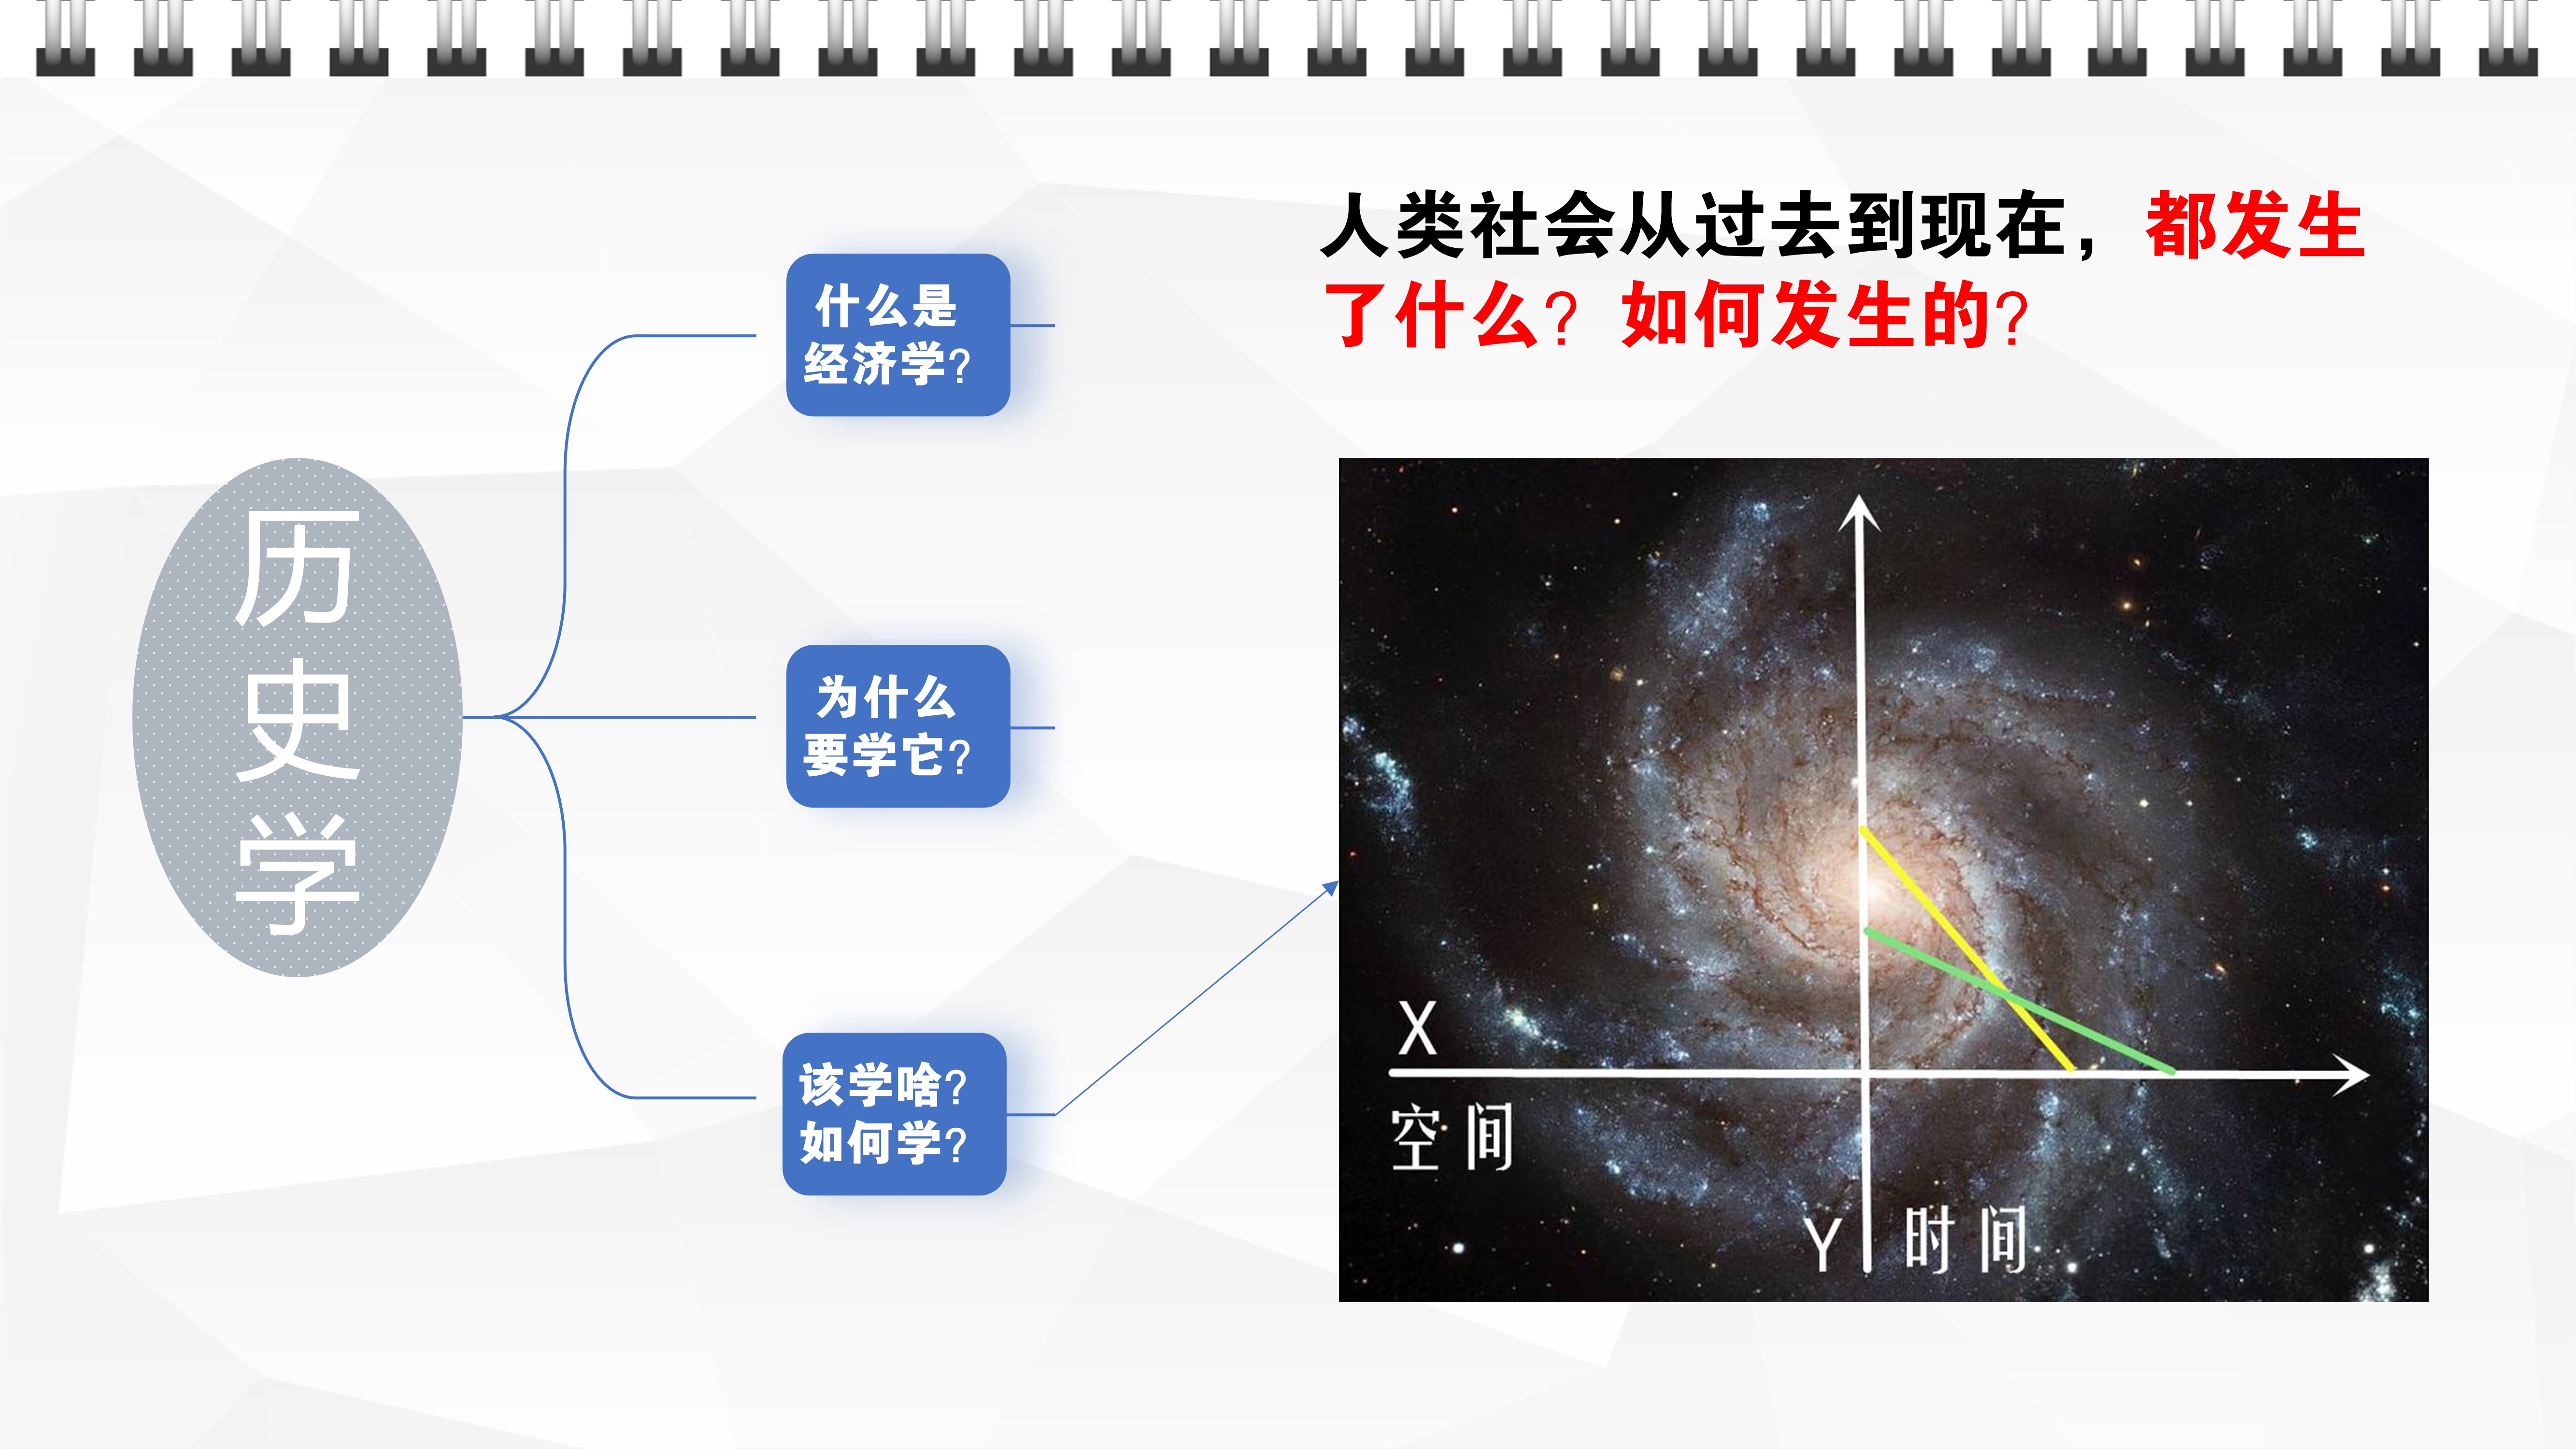 历
史
学
什么是
经济学?
为什么
要学它?
该学啥?
如何学?
人类社会从过去到现在，都发生
了什么? 如何发生的?
X
空间
Y 时间